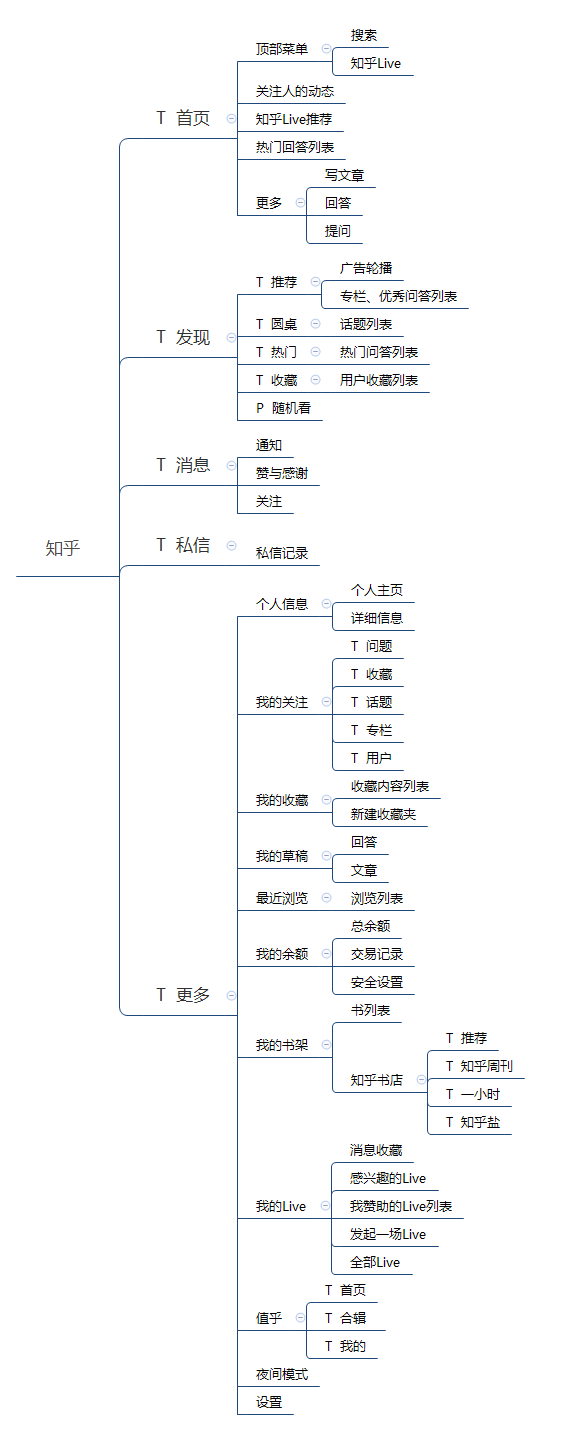 知乎
T 首页
顶部菜单
搜索
知乎Live
关注人的动态
知乎Live推荐
热门回答列表
更多
写文章
回答
提问
T 发现
T 推荐
广告轮播
专栏、优秀问答列表
T 圆桌
话题列表
T 热门
热门问答列表
T 收藏
用户收藏列表
P 随机看
T 消息
通知
赞与感谢
关注
T 私信
私信记录
T 更多
个人信息
个人主页
详细信息
我的关注
T 问题
T 收藏
T 话题
T 专栏
T 用户
我的收藏
收藏内容列表
新建收藏夹
我的草稿
回答
文章
最近浏览
浏览列表
我的余额
总余额
交易记录
安全设置
我的书架
书列表
知乎书店
T 推荐
T 知乎周刊
T 一小时
T 知乎盐
我的Live
消息收藏
感兴趣的Live
我赞助的Live列表
发起一场Live
全部Live
值乎
T 首页
T 合辑
T 我的
夜间模式
设置